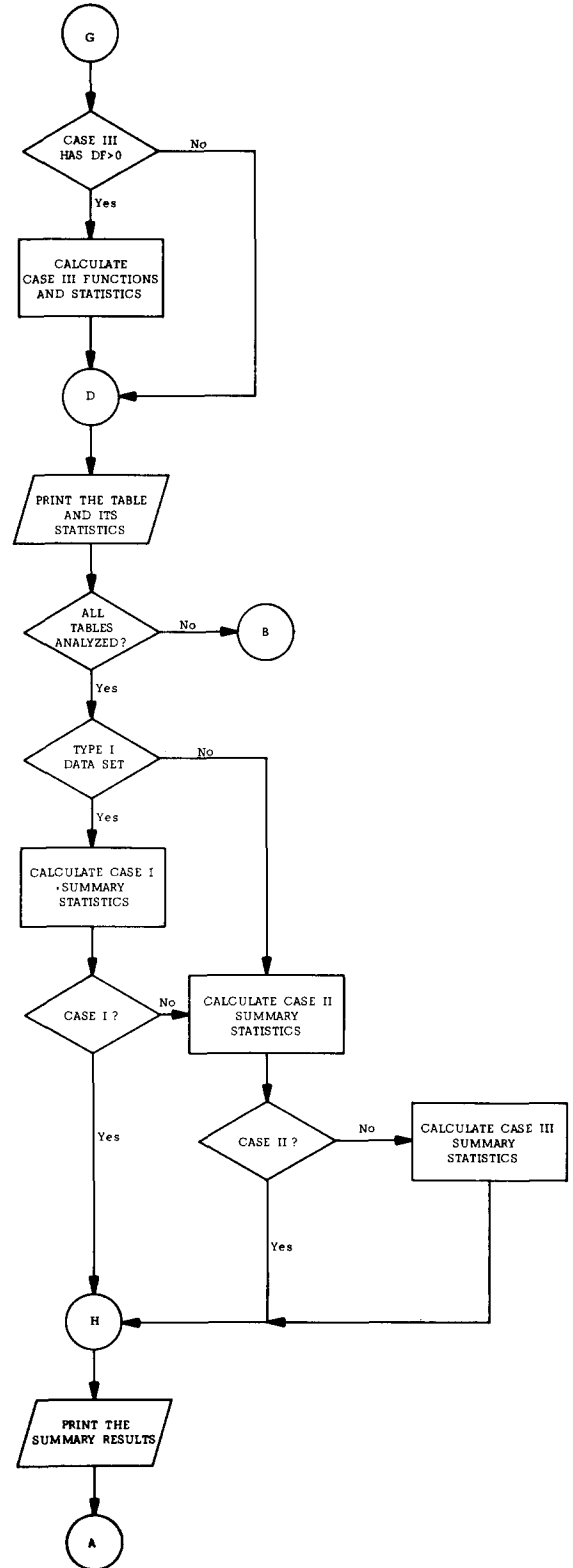 G
CASE III
HAS DF>0
No
Yes
CALCULATE
CASE III FUNCTIONS
AND STATISTICS
D
PRINT THE TABLE
AND ITS
STATISTICS
ALL
TABLES
ANALYZED?
No
B
Yes
TYPE I
DATA SET
No
Yes
CALCULATE CASE I
SUMMARY
STATISTICS
CASE I ?
No
CALCULATE CASE II
SUMMARY
STATISTICS
Yes
CASE II ?
No
CALCULATE CASE III
SUMMARY
STATISTICS
Yes
H
PRINT THE
SUMMARY RESULTS
A